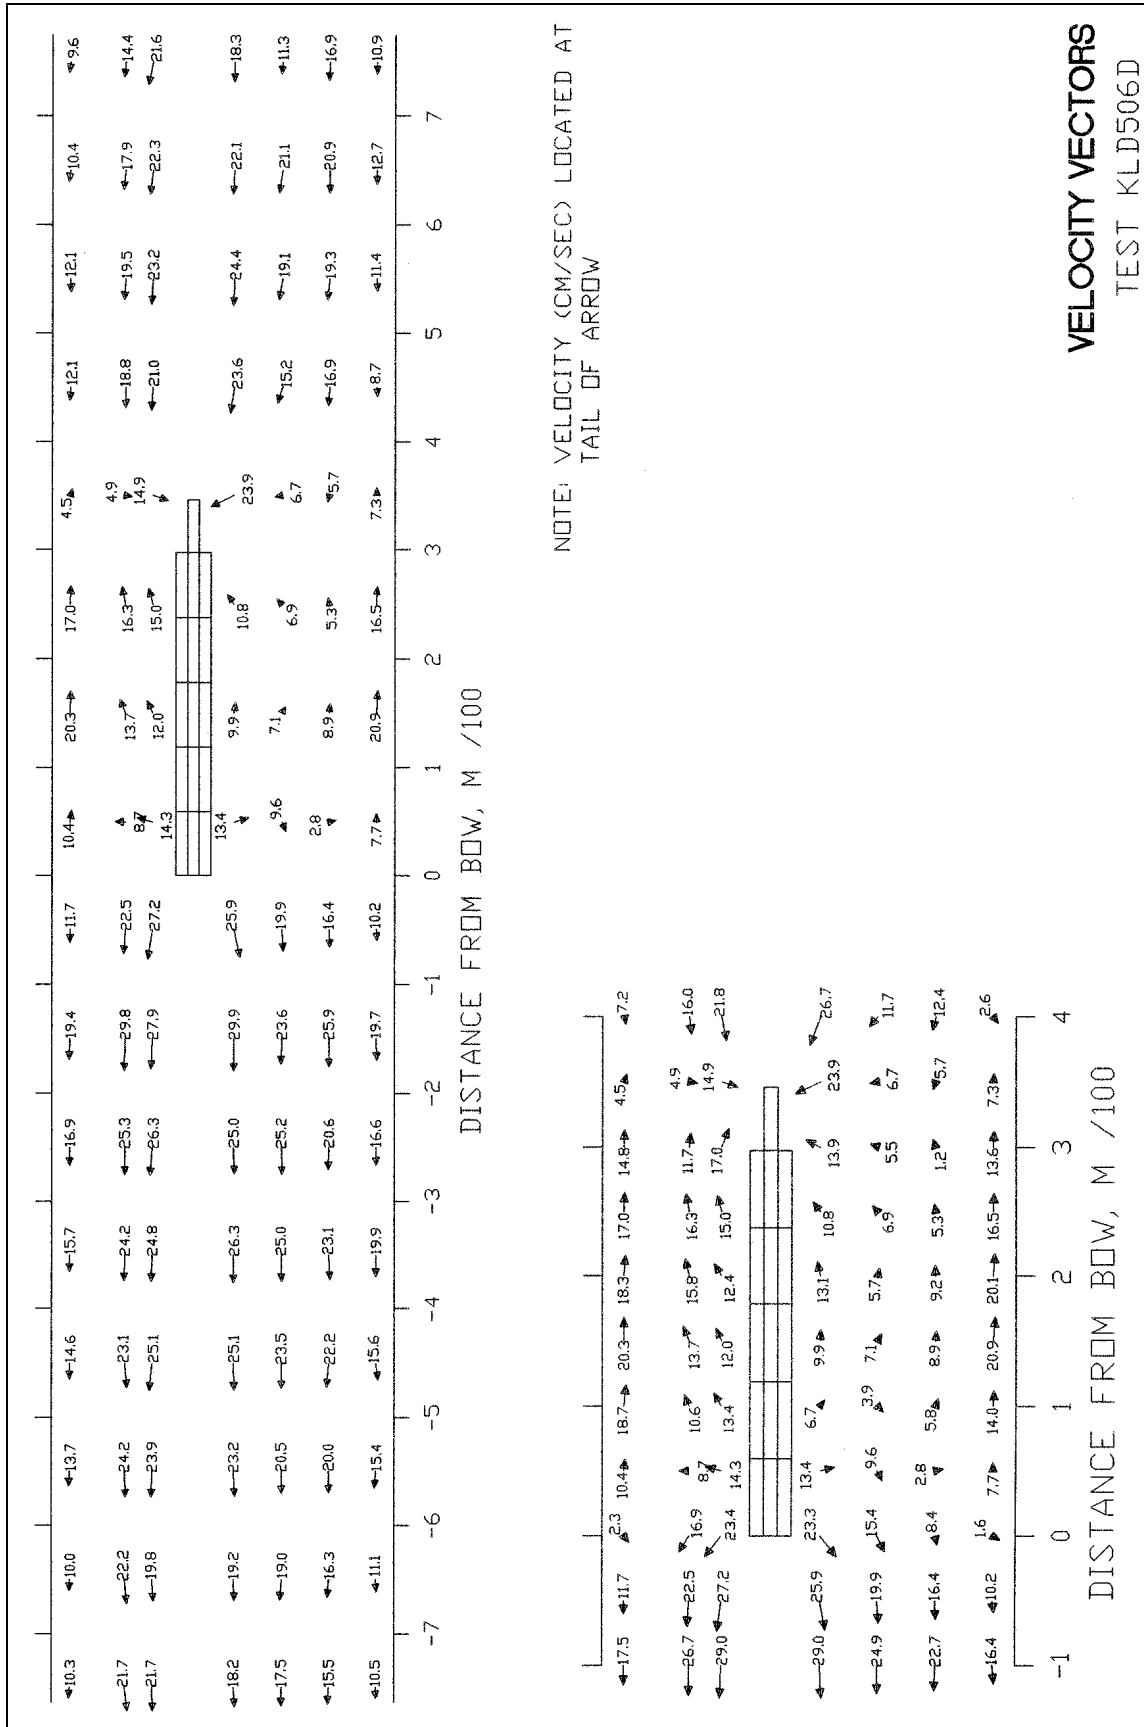 10.3 10.0 13.7 14.6 15.7 16.9 19.4 11.7 10.4 20.3 17.0 4.5 12.1 12.1 10.4 9.6
21.7 22.2 24.2 23.1 24.2 25.3 29.8 22.5 8.7 13.7 16.3 4.9 18.8 19.5 17.9 14.4
21.7 19.8 23.9 25.1 24.8 26.3 27.9 27.2 14.3 12.0 15.0 14.9 21.0 23.2 22.3 21.6
18.2 19.2 23.2 25.1 26.3 25.0 29.9 25.9 13.4 9.9 10.8 23.9 23.6 24.4 22.1 18.3
17.5 19.0 20.5 23.5 25.0 25.2 23.6 19.9 9.6 7.1 6.9 6.7 15.2 19.1 21.1 11.3
15.5 16.3 20.0 22.2 23.1 20.6 25.9 16.4 2.8 8.9 5.3 5.7 16.9 19.3 20.9 16.9
10.5 11.1 15.4 15.6 19.9 16.6 19.7 10.2 7.7 20.9 16.5 7.3 8.7 11.4 12.7 10.9
-7 -6 -5 -4 -3 -2 -1 0 1 2 3 4 5 6 7
DISTANCE FROM BOW, M /100
NOTE: VELOCITY (CM/SEC) LOCATED AT
TAIL OF ARROW
17.5 11.7 2.3 10.4 18.7 20.3 18.3 17.0 14.8 4.5 7.2
26.7 22.5 16.9 8.7 10.6 13.7 15.8 16.3 11.7 4.9 16.0
29.0 27.2 23.4 14.3 13.4 12.0 12.4 15.0 17.0 14.9 21.8
29.0 25.9 23.3 13.4 6.7 9.9 13.1 10.8 13.9 23.9 26.7
24.9 19.9 15.4 9.6 3.9 7.1 5.7 6.9 5.5 6.7 11.7
22.7 16.4 8.4 2.8 5.8 8.9 9.2 5.3 1.2 5.7 12.4
16.4 10.2 1.6 7.7 14.0 20.9 20.1 16.5 13.6 7.3 2.6
-1 0 1 2 3 4
DISTANCE FROM BOW, M /100
VELOCITY VECTORS
TEST KLD506D